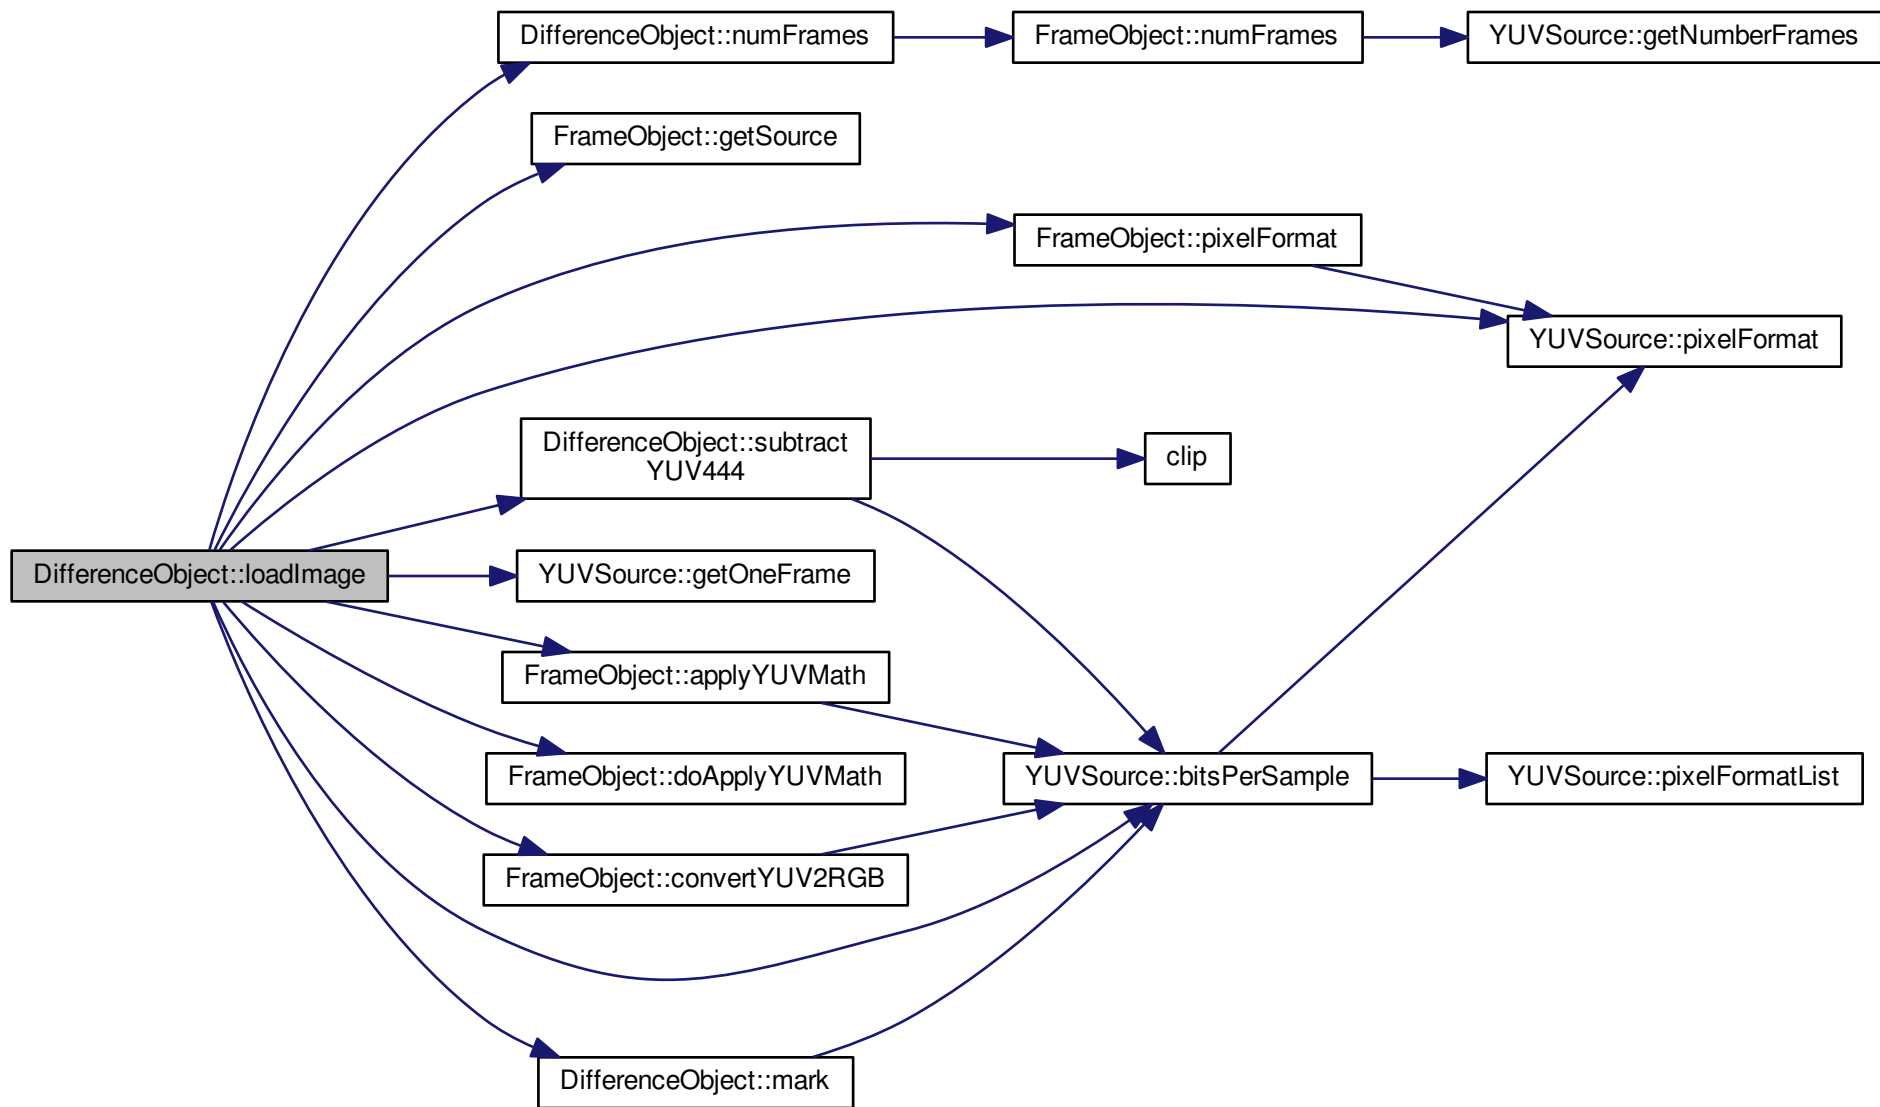 DifferenceObject::numFrames
FrameObject::numFrames
YUVSource::getNumberFrames
FrameObject::getSource
FrameObject::pixelFormat
YUVSource::pixelFormat
DifferenceObject::subtract
YUV444
clip
DifferenceObject::loadImage
YUVSource::getOneFrame
FrameObject::applyYUVMath
FrameObject::doApplyYUVMath
YUVSource::bitsPerSample
YUVSource::pixelFormatList
FrameObject::convertYUV2RGB
DifferenceObject::mark